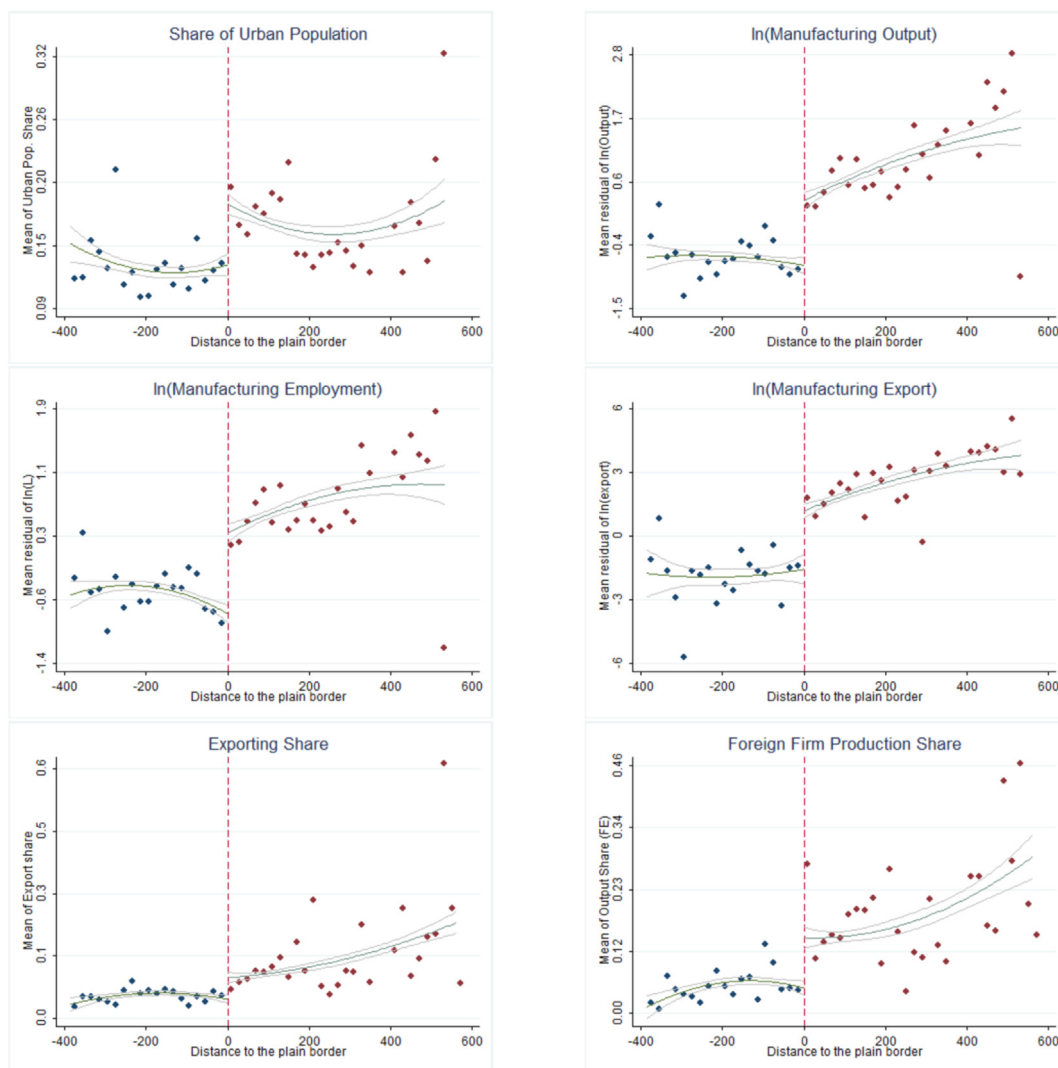 Share of Urban Population
Mean of Urban Pop. Share
0.32
0.26
0.20
0.15
0.09
-400 -200 0 200 400 600
Distance to the plain border
ln(Manufacturing Output)
Mean residual of ln(Output)
2.8
1.7
0.6
-0.4
-1.5
-400 -200 0 200 400 600
Distance to the plain border
ln(Manufacturing Employment)
Mean residual of ln(L)
1.9
1.1
0.3
-0.6
-1.4
-400 -200 0 200 400 600
Distance to the plain border
ln(Manufacturing Export)
Mean residual of ln(export)
6
3
0
-3
-6
-400 -200 0 200 400 600
Distance to the plain border
Exporting Share
Mean of Export share
0.6
0.5
0.3
0.1
0.0
-400 -200 0 200 400 600
Distance to the plain border
Foreign Firm Production Share
Mean of Output Share (FE)
0.46
0.34
0.23
0.12
0.00
-400 -200 0 200 400 600
Distance to the plain border